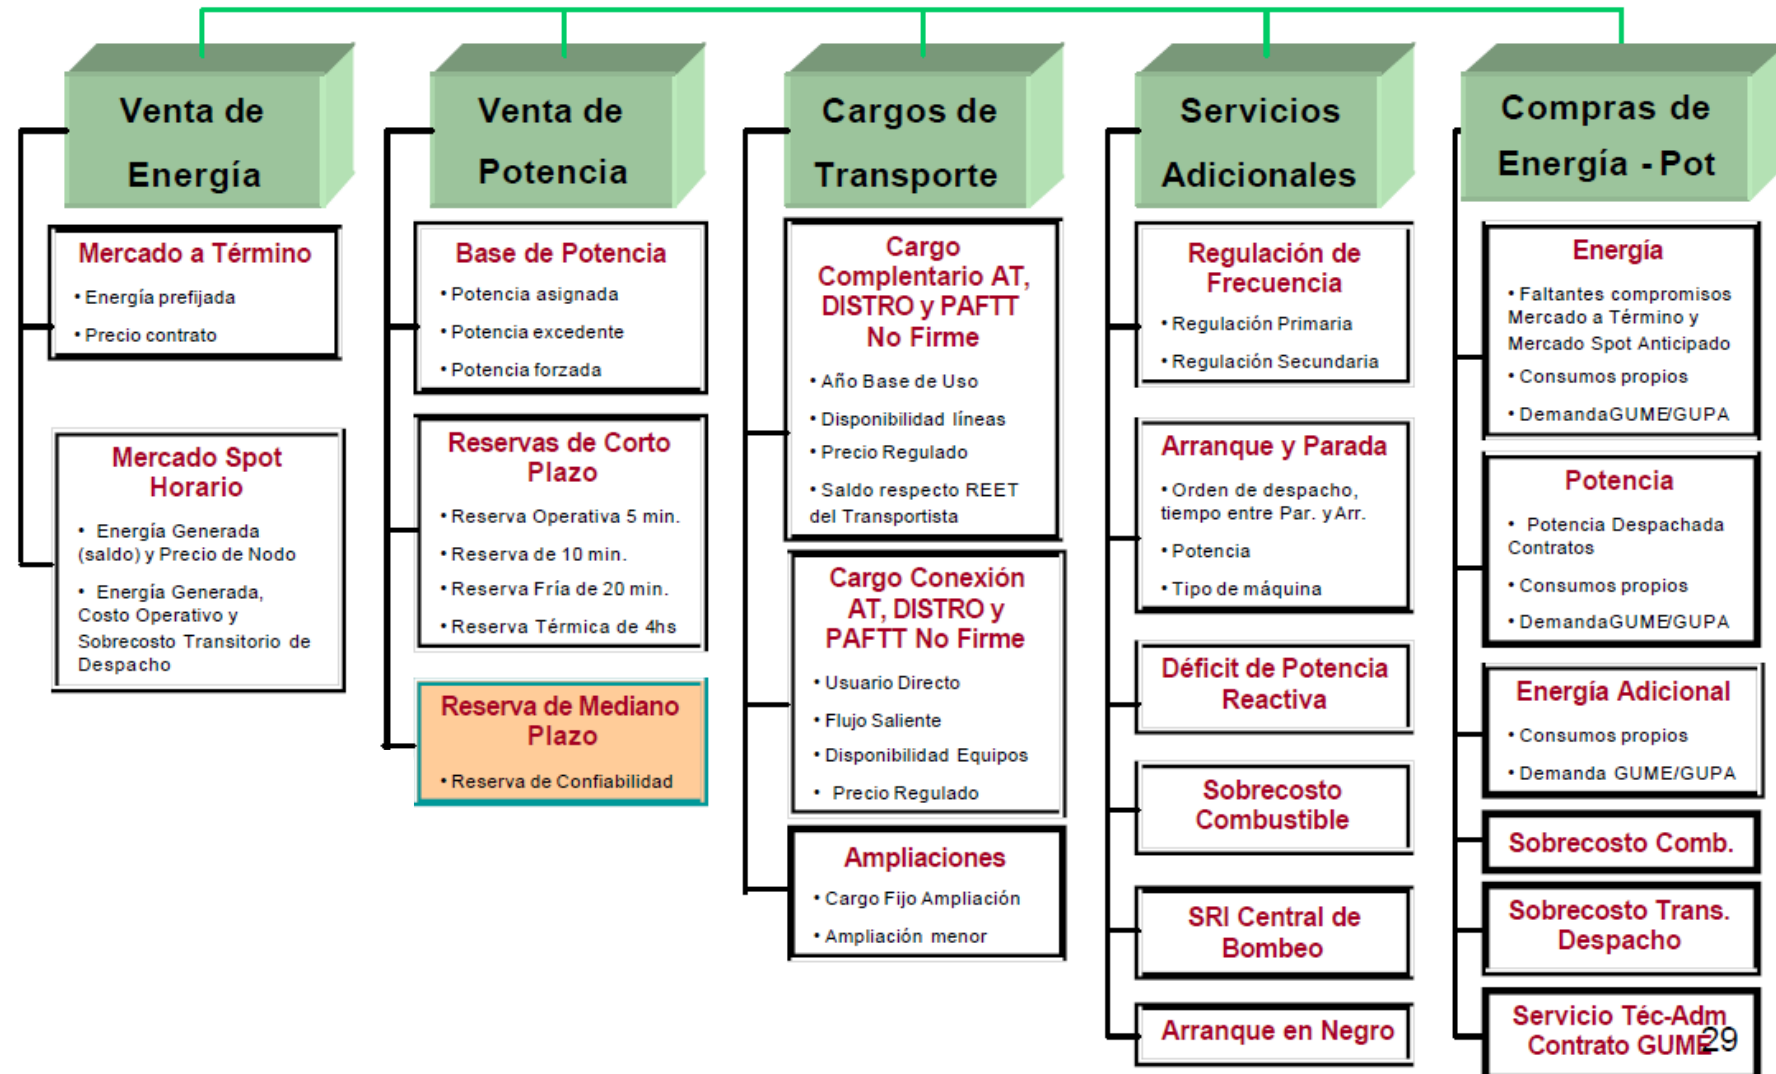 Venta de
Energía
Mercado a Término
• Energía prefijada
• Precio contrato
Mercado Spot
Horario
• Energía Generada
(saldo) y Precio de Nodo
• Energía Generada,
Costo Operativo y
Sobrecosto Transitorio de
Despacho
Venta de
Potencia
Base de Potencia
• Potencia asignada
• Potencia excedente
• Potencia forzada
Reservas de Corto
Plazo
• Reserva Operativa 5 min.
• Reserva de 10 min.
• Reserva Fría de 20 min.
• Reserva Térmica de 4hs
Reserva de Mediano
Plazo
• Reserva de Confiabilidad
Cargos de
Transporte
Cargo
Complentario AT,
DISTRO y PAFTT
No Firme
• Año Base de Uso
• Disponibilidad líneas
• Precio Regulado
• Saldo respecto REET
del Transportista
Cargo Conexión
AT, DISTRO y
PAFTT No Firme
• Usuario Directo
• Flujo Saliente
• Disponibilidad Equipos
• Precio Regulado
Ampliaciones
• Cargo Fijo Ampliación
• Ampliación menor
Servicios
Adicionales
Regulación de
Frecuencia
• Regulación Primaria
• Regulación Secundaria
Arranque y Parada
• Orden de despacho,
tiempo entre Par. y Arr.
• Potencia
• Tipo de máquina
Déficit de Potencia
Reactiva
Sobrecosto
Combustible
SRI Central de
Bombeo
Arranque en Negro
Compras de
Energía - Pot
Energía
• Faltantes compromisos
Mercado a Término y
Mercado Spot Anticipado
• Consumos propios
• DemandaGUME/GUPA
Potencia
• Potencia Despachada
Contratos
• Consumos propios
• DemandaGUME/GUPA
Energía Adicional
• Consumos propios
• Demanda GUME/GUPA
Sobrecosto Comb.
Sobrecosto Trans.
Despacho
Servicio Téc-Adm
Contrato GUME
29